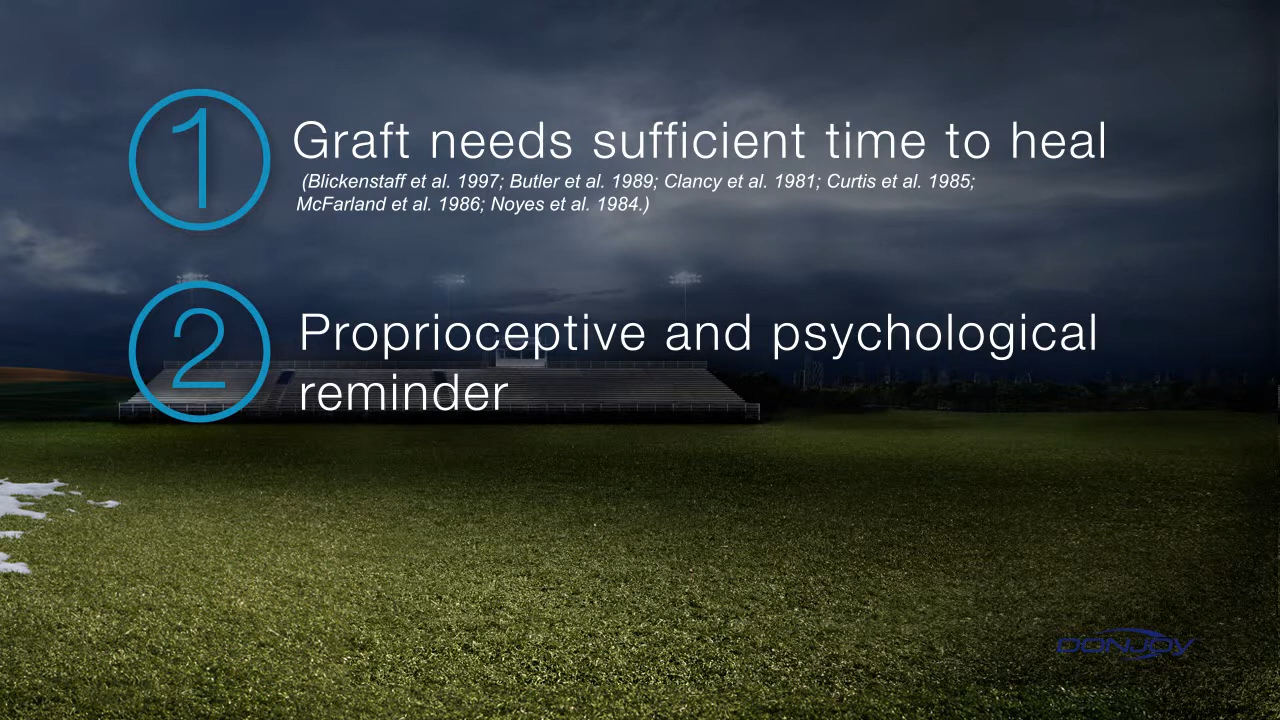 1
Graft needs sufficient time to heal
(Blickenstaff et al. 1997; Butler et al. 1989; Clancy et al. 1981; Curtis et al. 1985;
McFarland et al. 1986; Noyes et al. 1984.)
2
Proprioceptive and psychological
reminder
DONJOY